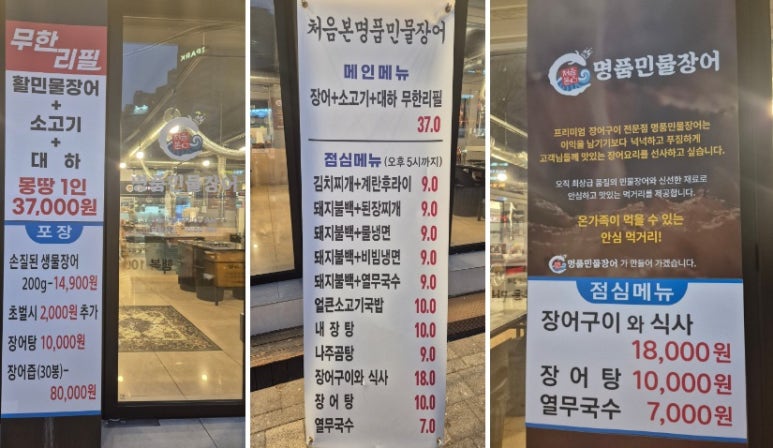 무한
리필
활민물장어
+
소고기
+
대하
몽땅 1인
37,000원
포장
손질된 생물장어
200g-14,900원
초벌시 2,000원 추가
장어탕 10,000원
장어즙(30봉)-
80,000원
명품민물장어
처음본명품민물장어
메인메뉴
장어+소고기+대하 무한리필
37.0
점심메뉴 (오후 5시까지)
김치찌개+계란후라이 9.0
돼지불백+된장찌개 9.0
돼지불백+물냉면 9.0
돼지불백+비빔냉면 9.0
돼지불백+열무국수 9.0
얼큰소고기국밥 10.0
내장탕 10.0
나주곰탕 9.0
장어구이와 식사 18.0
장어탕 10.0
열무국수 7.0
처음본 명품민물장어
프리미엄 장어구이 전문점 명품민물장어는
이익을 남기기보다 넉넉하고 푸짐하게
고객님들께 맛있는 장어요리를 선사하고 싶습니다.
오직 최상급 품질의 민물장어와 신선한 재료로
안심하고 맛있는 먹거리를 제공합니다.
온가족이 먹을 수 있는
안심 먹거리!
명품민물장어가 만들어 가겠습니다.
점심메뉴
장어구이 와 식사
18,000원
장어탕 10,000원
열무국수 7,000원